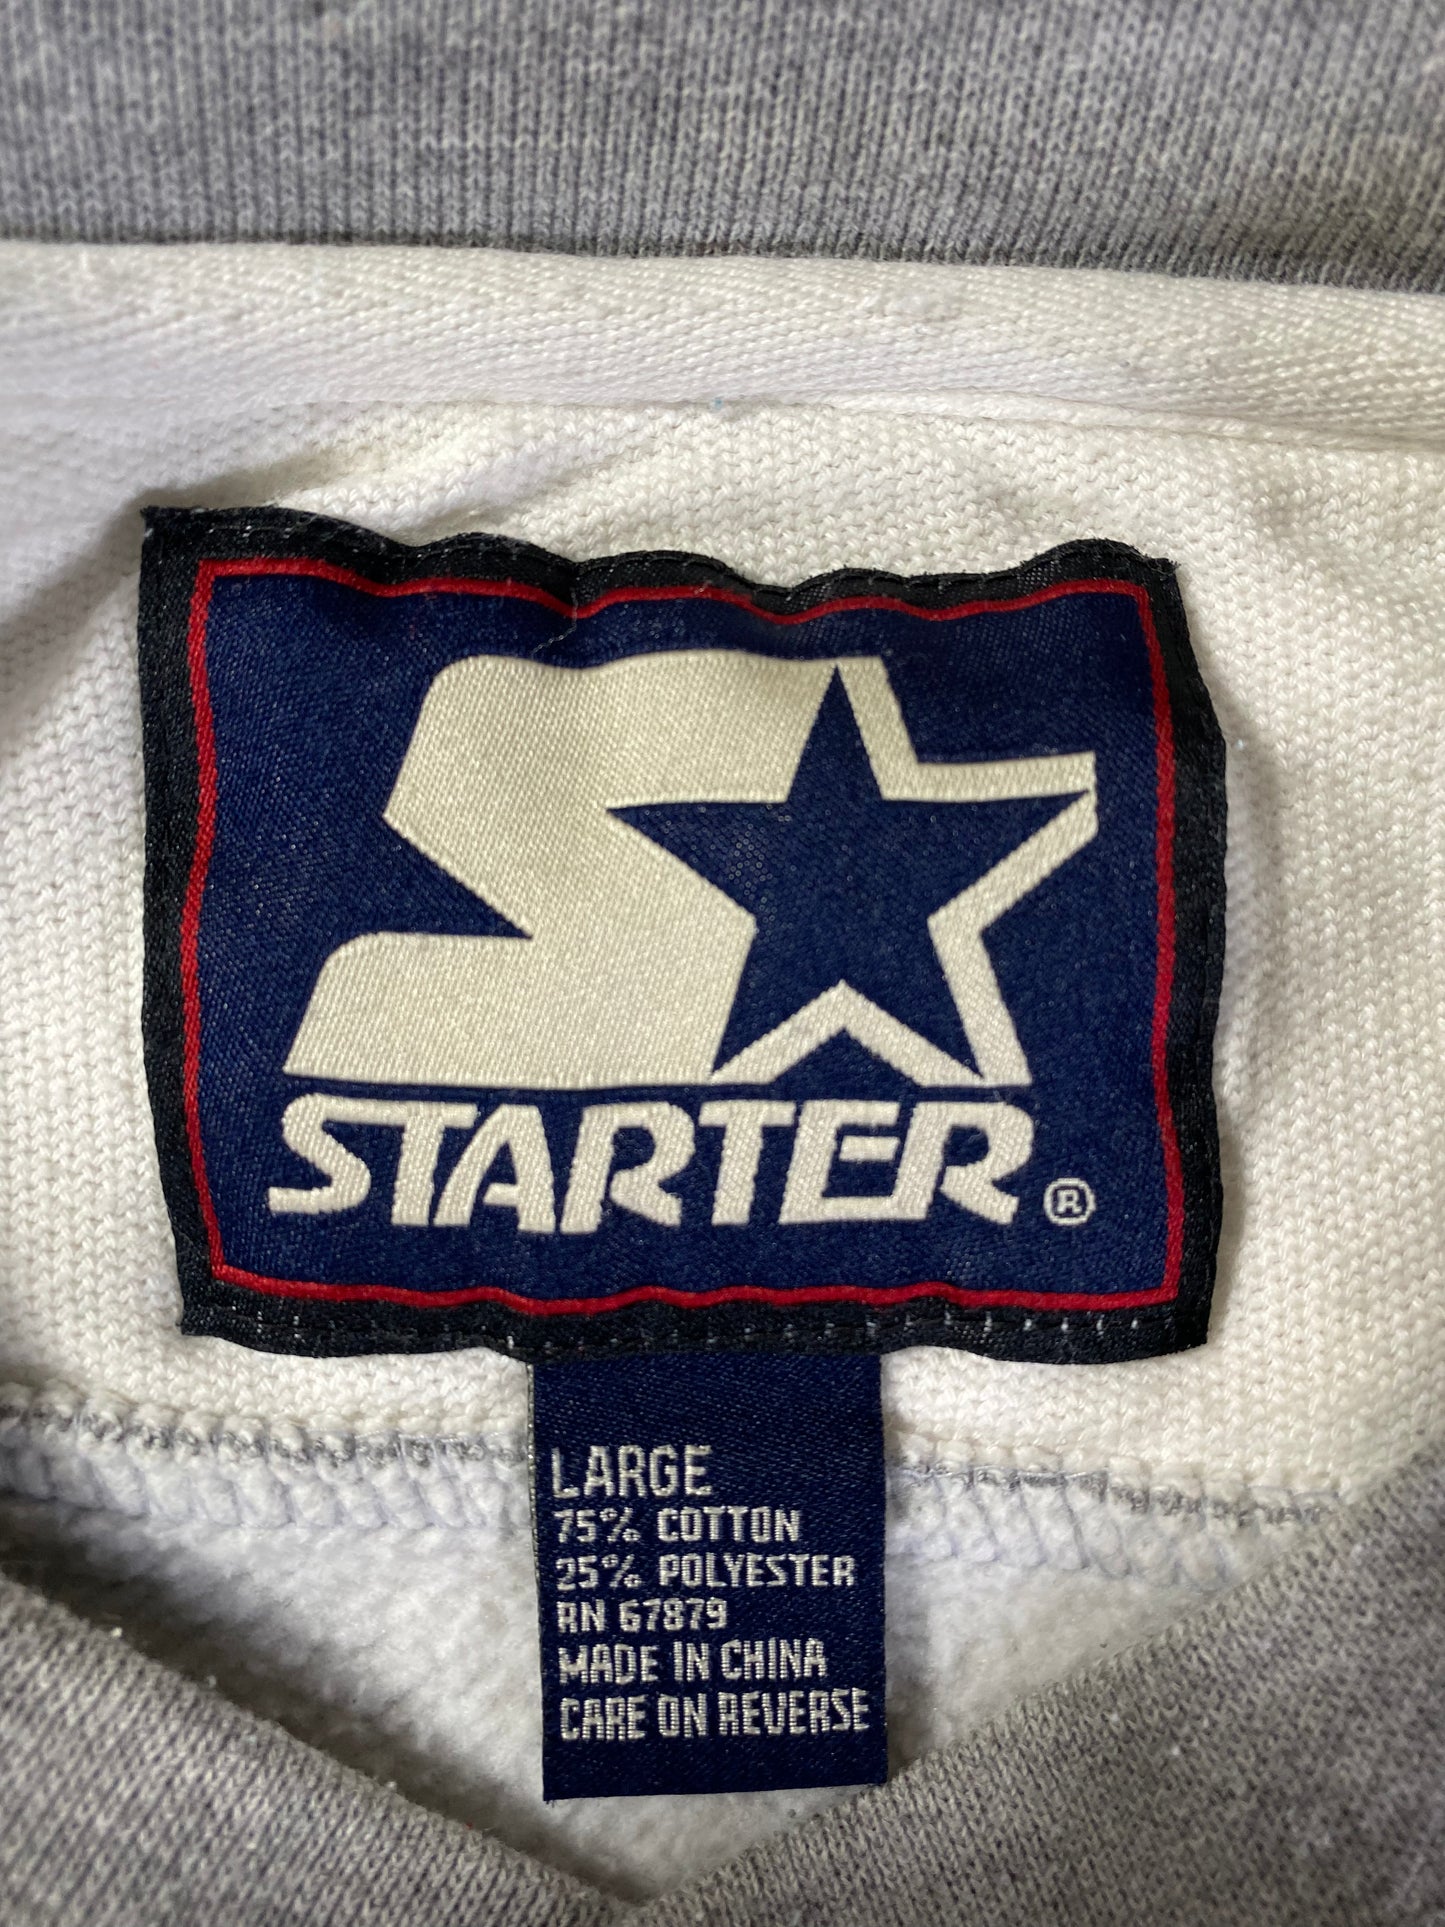 STARTER ®
LARGE
75% COTTON
25% POLYESTER
RN 67879
MADE IN CHINA
CARE ON REVERSE